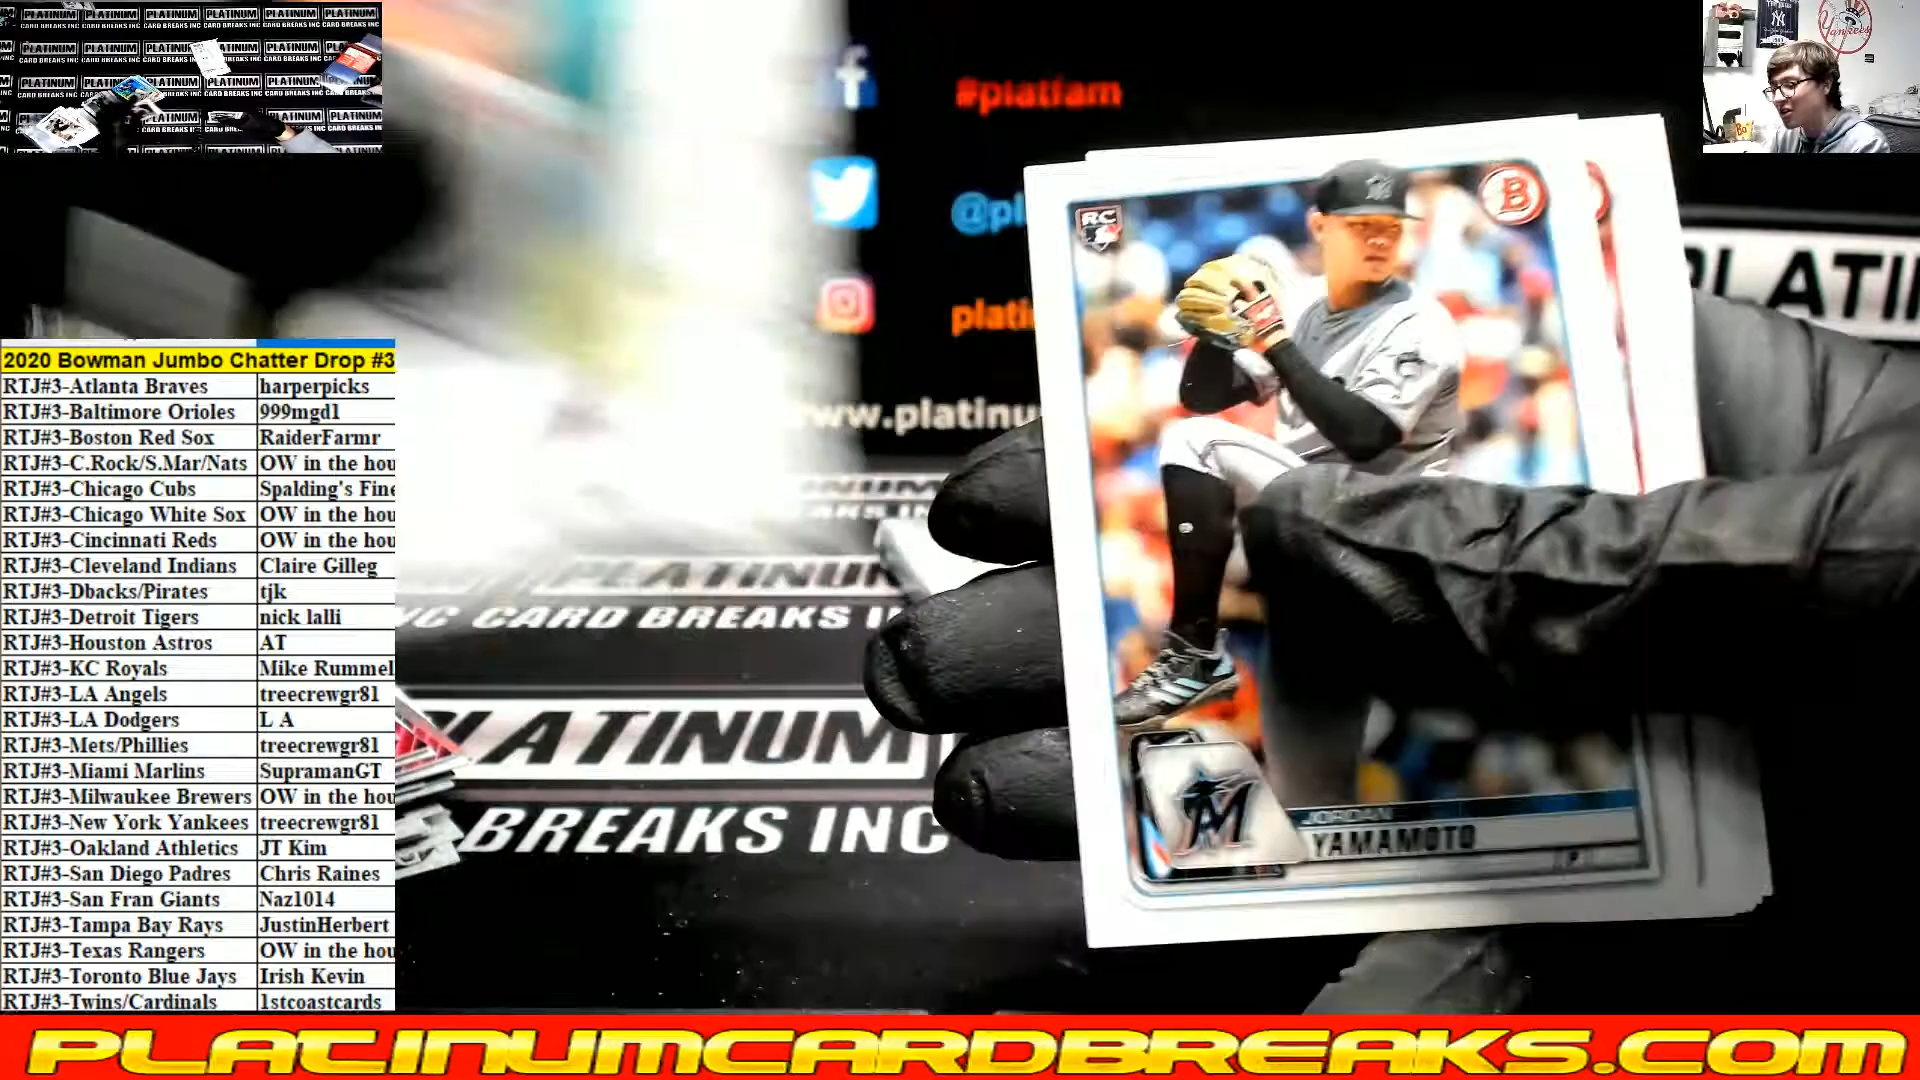 #platfam
@pl
plati
www.platinu
PLATI
RC
B
JORDAN
YAMAMOTO
P
M
Yankees
2020 Bowman Jumbo Chatter Drop #3
RTJ#3-Atlanta Braves harperpicks
RTJ#3-Baltimore Orioles 999mgd1
RTJ#3-Boston Red Sox RaiderFarmr
RTJ#3-C.Rock/S.Mar/Nats OW in the hou
RTJ#3-Chicago Cubs Spalding's Fine
RTJ#3-Chicago White Sox OW in the hou
RTJ#3-Cincinnati Reds OW in the hou
RTJ#3-Cleveland Indians Claire Gilleg
RTJ#3-Dbacks/Pirates tjk
RTJ#3-Detroit Tigers nick lalli
RTJ#3-Houston Astros AT
RTJ#3-KC Royals Mike Rummel
RTJ#3-LA Angels treecrewgr81
RTJ#3-LA Dodgers L A
RTJ#3-Mets/Phillies treecrewgr81
RTJ#3-Miami Marlins SupramanGT
RTJ#3-Milwaukee Brewers OW in the hou
RTJ#3-New York Yankees treecrewgr81
RTJ#3-Oakland Athletics JT Kim
RTJ#3-San Diego Padres Chris Raines
RTJ#3-San Fran Giants Naz1014
RTJ#3-Tampa Bay Rays JustinHerbert
RTJ#3-Texas Rangers OW in the hou
RTJ#3-Toronto Blue Jays Irish Kevin
RTJ#3-Twins/Cardinals 1stcoastcards
PLATINUM
CARD BREAKS I
PLATINUM
BREAKS INC
PLATINUMCARDBREAKS.COM